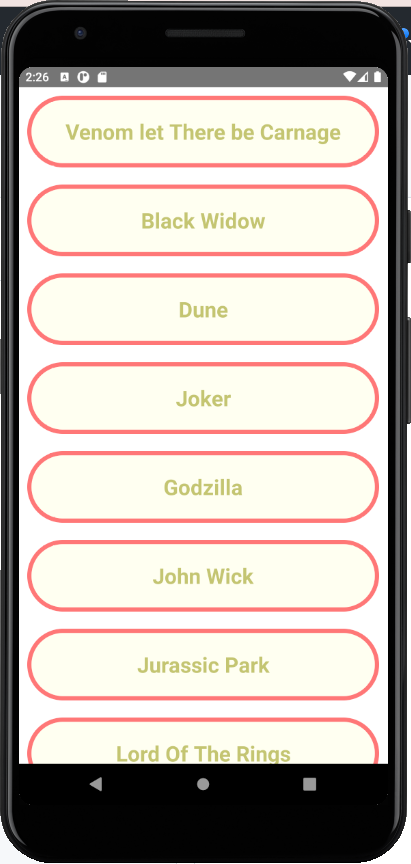 2:26
Venom let There be Carnage
Black Widow
Dune
Joker
Godzilla
John Wick
Jurassic Park
Lord Of The Rings